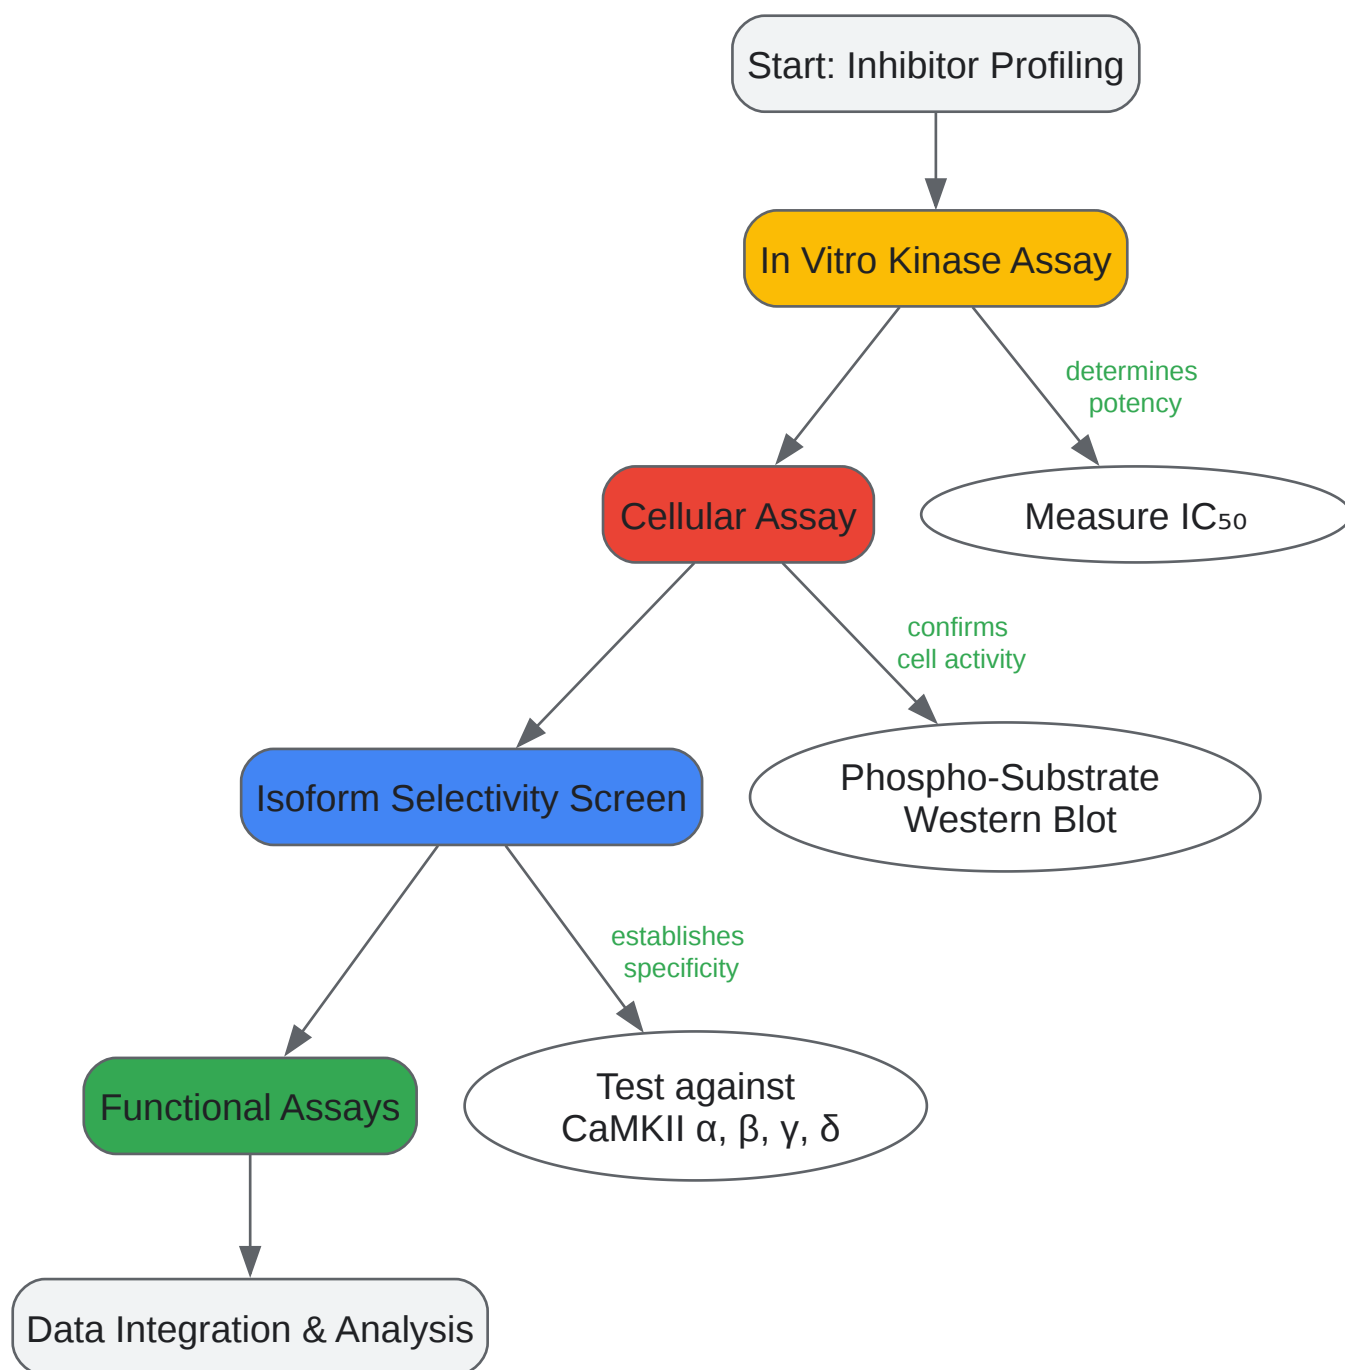 Start: Inhibitor Profiling
In Vitro Kinase Assay
determines
potency
Cellular Assay
Measure IC₅₀
confirms
cell activity
Isoform Selectivity Screen
Phospho-Substrate
Western Blot
establishes
specificity
Functional Assays
Test against
CaMKII α, β, γ, δ
Data Integration & Analysis